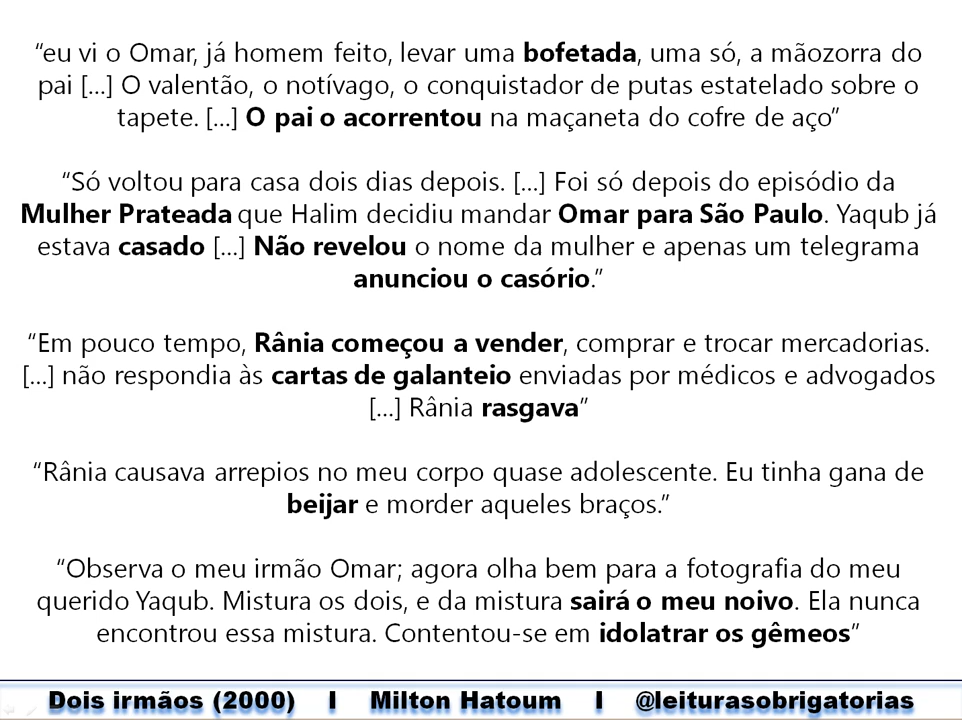 “eu vi o Omar, já homem feito, levar uma bofetada, uma só, a mãozorra do
pai [...] O valentão, o notívago, o conquistador de putas estatelado sobre o
tapete. [...] O pai o acorrentou na maçaneta do cofre de aço”
“Só voltou para casa dois dias depois. [...] Foi só depois do episódio da
Mulher Prateada que Halim decidiu mandar Omar para São Paulo. Yaqub já
estava casado [...] Não revelou o nome da mulher e apenas um telegrama
anunciou o casório.”
“Em pouco tempo, Rânia começou a vender, comprar e trocar mercadorias.
[...] não respondia às cartas de galanteio enviadas por médicos e advogados
[...] Rânia rasgava”
“Rânia causava arrepios no meu corpo quase adolescente. Eu tinha gana de
beijar e morder aqueles braços.”
“Observa o meu irmão Omar; agora olha bem para a fotografia do meu
querido Yaqub. Mistura os dois, e da mistura sairá o meu noivo. Ela nunca
encontrou essa mistura. Contentou-se em idolatrar os gêmeos”
Dois irmãos (2000) I Milton Hatoum I @leiturasobrigatorias